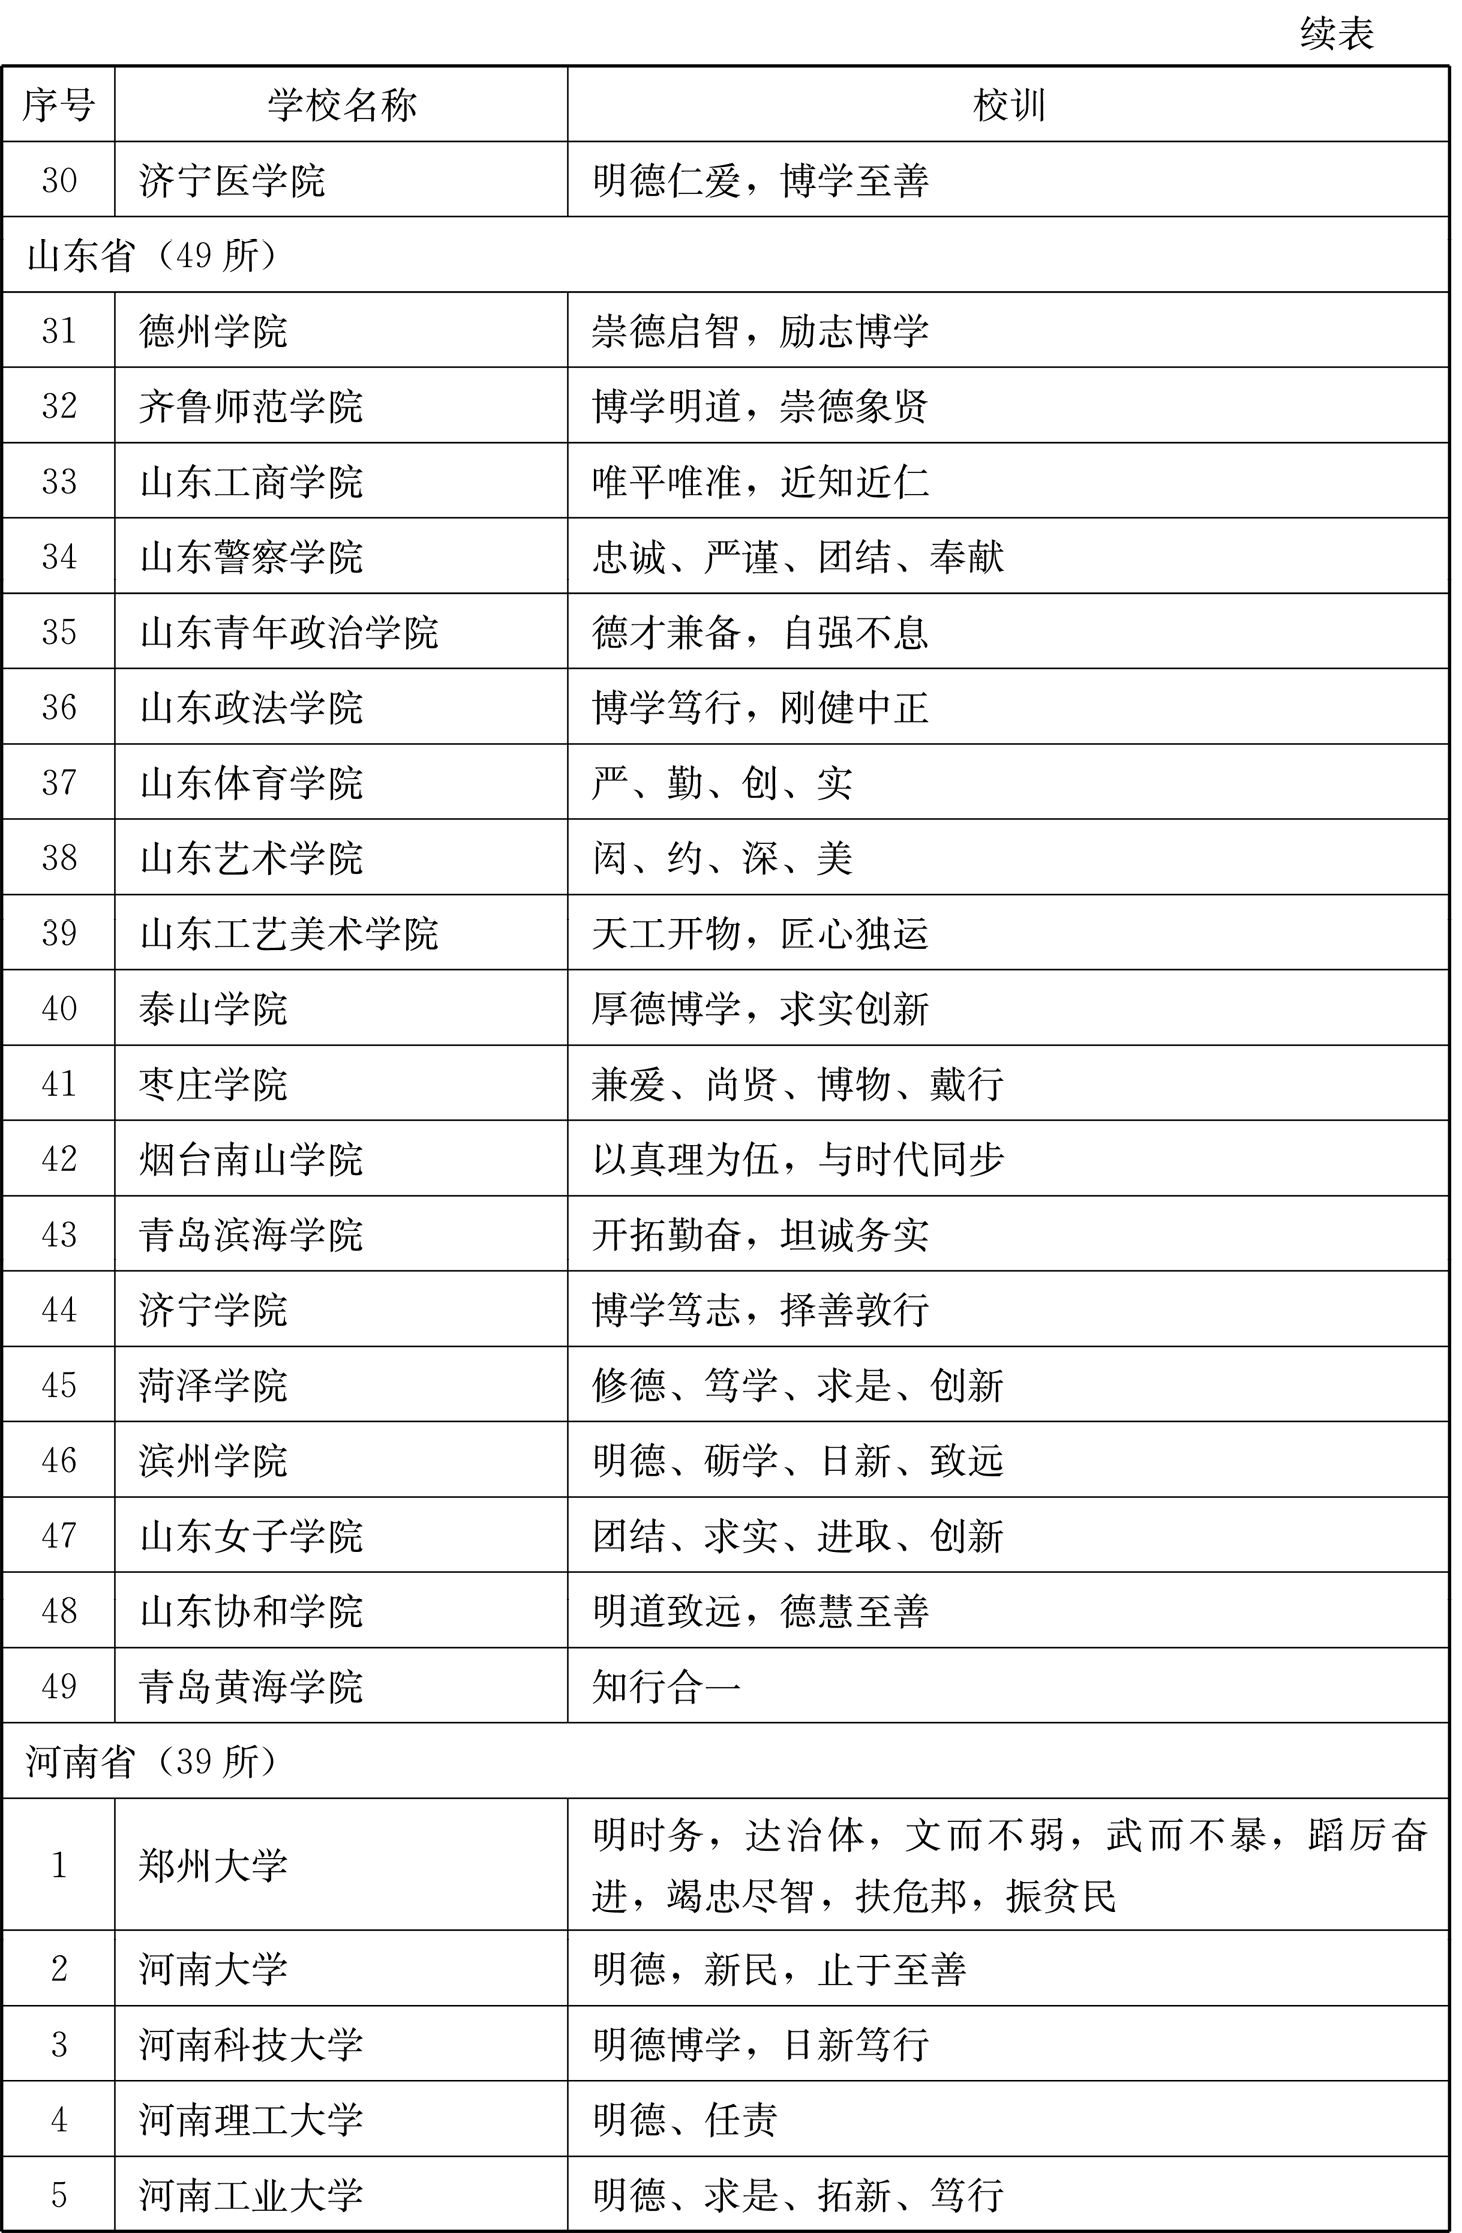 续表
序号 学校名称 校训
30 济宁医学院 明德仁爱，博学至善
山东省（49 所）
31 德州学院 崇德启智，励志博学
32 齐鲁师范学院 博学明道，崇德象贤
33 山东工商学院 唯平唯准，近知近仁
34 山东警察学院 忠诚、严谨、团结、奉献
35 山东青年政治学院 德才兼备，自强不息
36 山东政法学院 博学笃行，刚健中正
37 山东体育学院 严、勤、创、实
38 山东艺术学院 闳、约、深、美
39 山东工艺美术学院 天工开物，匠心独运
40 泰山学院 厚德博学，求实创新
41 枣庄学院 兼爱、尚贤、博物、戴行
42 烟台南山学院 以真理为伍，与时代同步
43 青岛滨海学院 开拓勤奋，坦诚务实
44 济宁学院 博学笃志，择善敦行
45 菏泽学院 修德、笃学、求是、创新
46 滨州学院 明德、砺学、日新、致远
47 山东女子学院 团结、求实、进取、创新
48 山东协和学院 明道致远，德慧至善
49 青岛黄海学院 知行合一
河南省（39 所）
1 郑州大学 明时务，达治体，文而不弱，武而不暴，蹈厉奋
进，竭忠尽智，扶危邦，振贫民
2 河南大学 明德，新民，止于至善
3 河南科技大学 明德博学，日新笃行
4 河南理工大学 明德、任责
5 河南工业大学 明德、求是、拓新、笃行